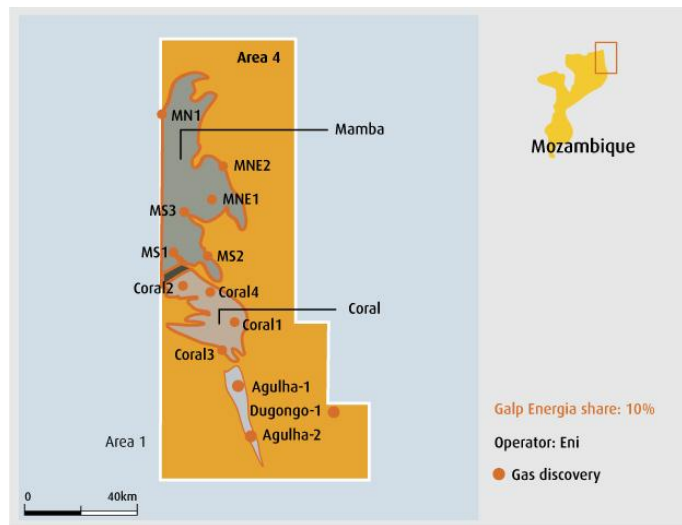 Area 4
MN1
Mamba
Mozambique
MNE2
MNE1
MS3
MS1
MS2
Coral2
Coral4
Coral
Coral1
Coral3
Agulha-1
Dugongo-1
Agulha-2
Area 1
Galp Energia share: 10%
Operator: Eni
Gas discovery
0 40km